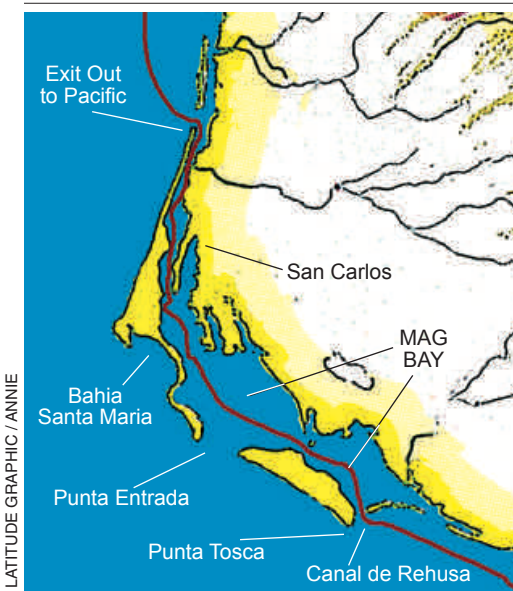 Exit Out
to Pacific
San Carlos
MAG
BAY
Bahia
Santa Maria
Punta Entrada
Punta Tosca
Canal de Rehusa
LATITUDE GRAPHIC / ANNIE